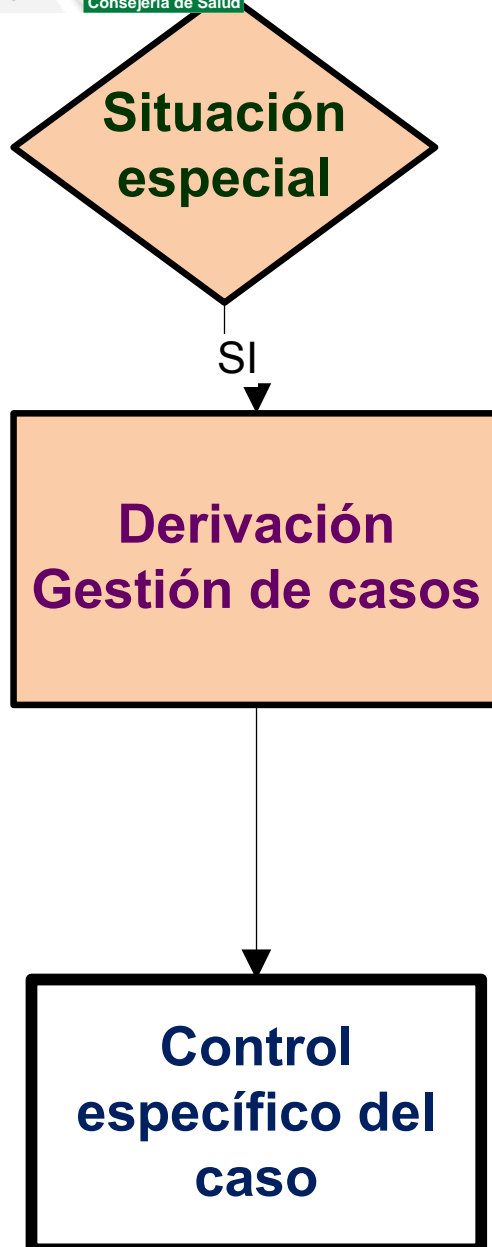 Consejería de Salud
Situación
especial
SI
Derivación
Gestión de casos
Control
específico del
caso